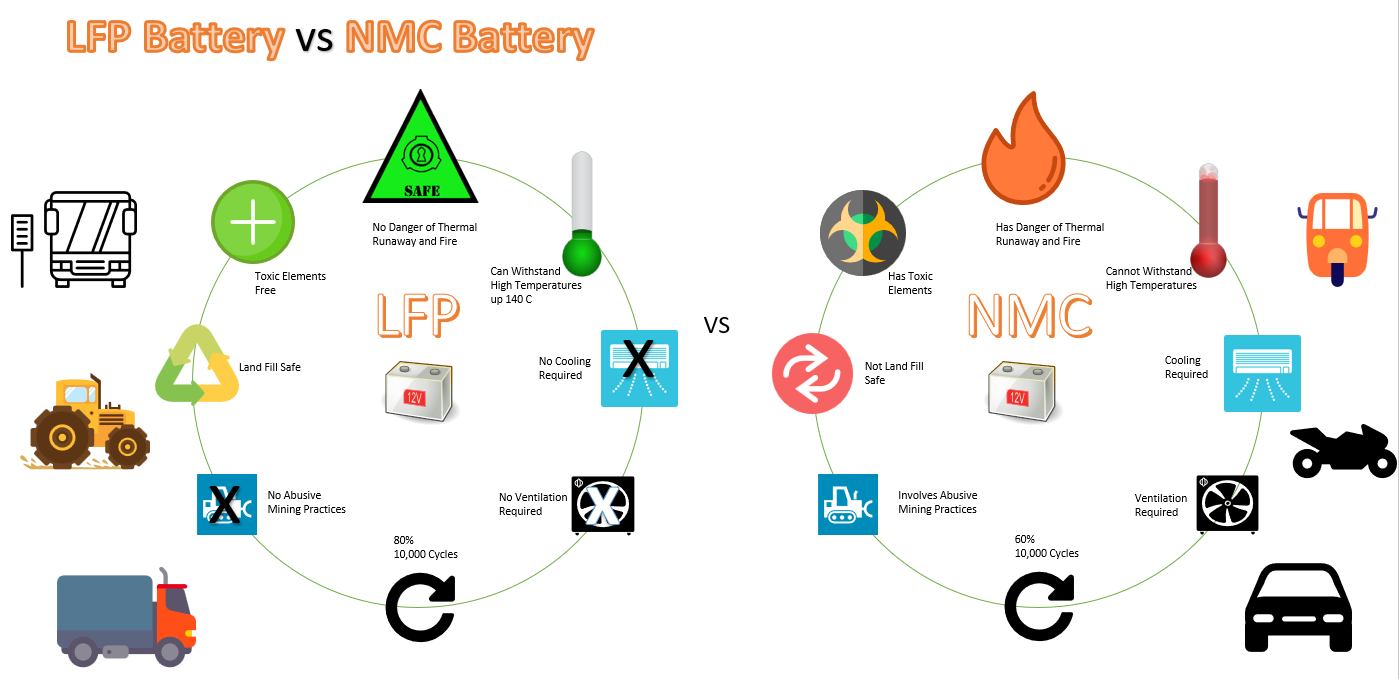 LFP Battery vs NMC Battery
SAFE
No Danger of Thermal
Runaway and Fire
Toxic Elements
Free
Can Withstand
High Temperatures
up 140 C
LFP
12V
Land Fill Safe
No Cooling
Required
X
No Abusive
Mining Practices
X
No Ventilation
Required
X
80%
10,000 Cycles
VS
Has Danger of Thermal
Runaway and Fire
Has Toxic
Elements
Cannot Withstand
High Temperatures
NMC
12V
Not Land Fill
Safe
Cooling
Required
Involves Abusive
Mining Practices
Ventilation
Required
60%
10,000 Cycles